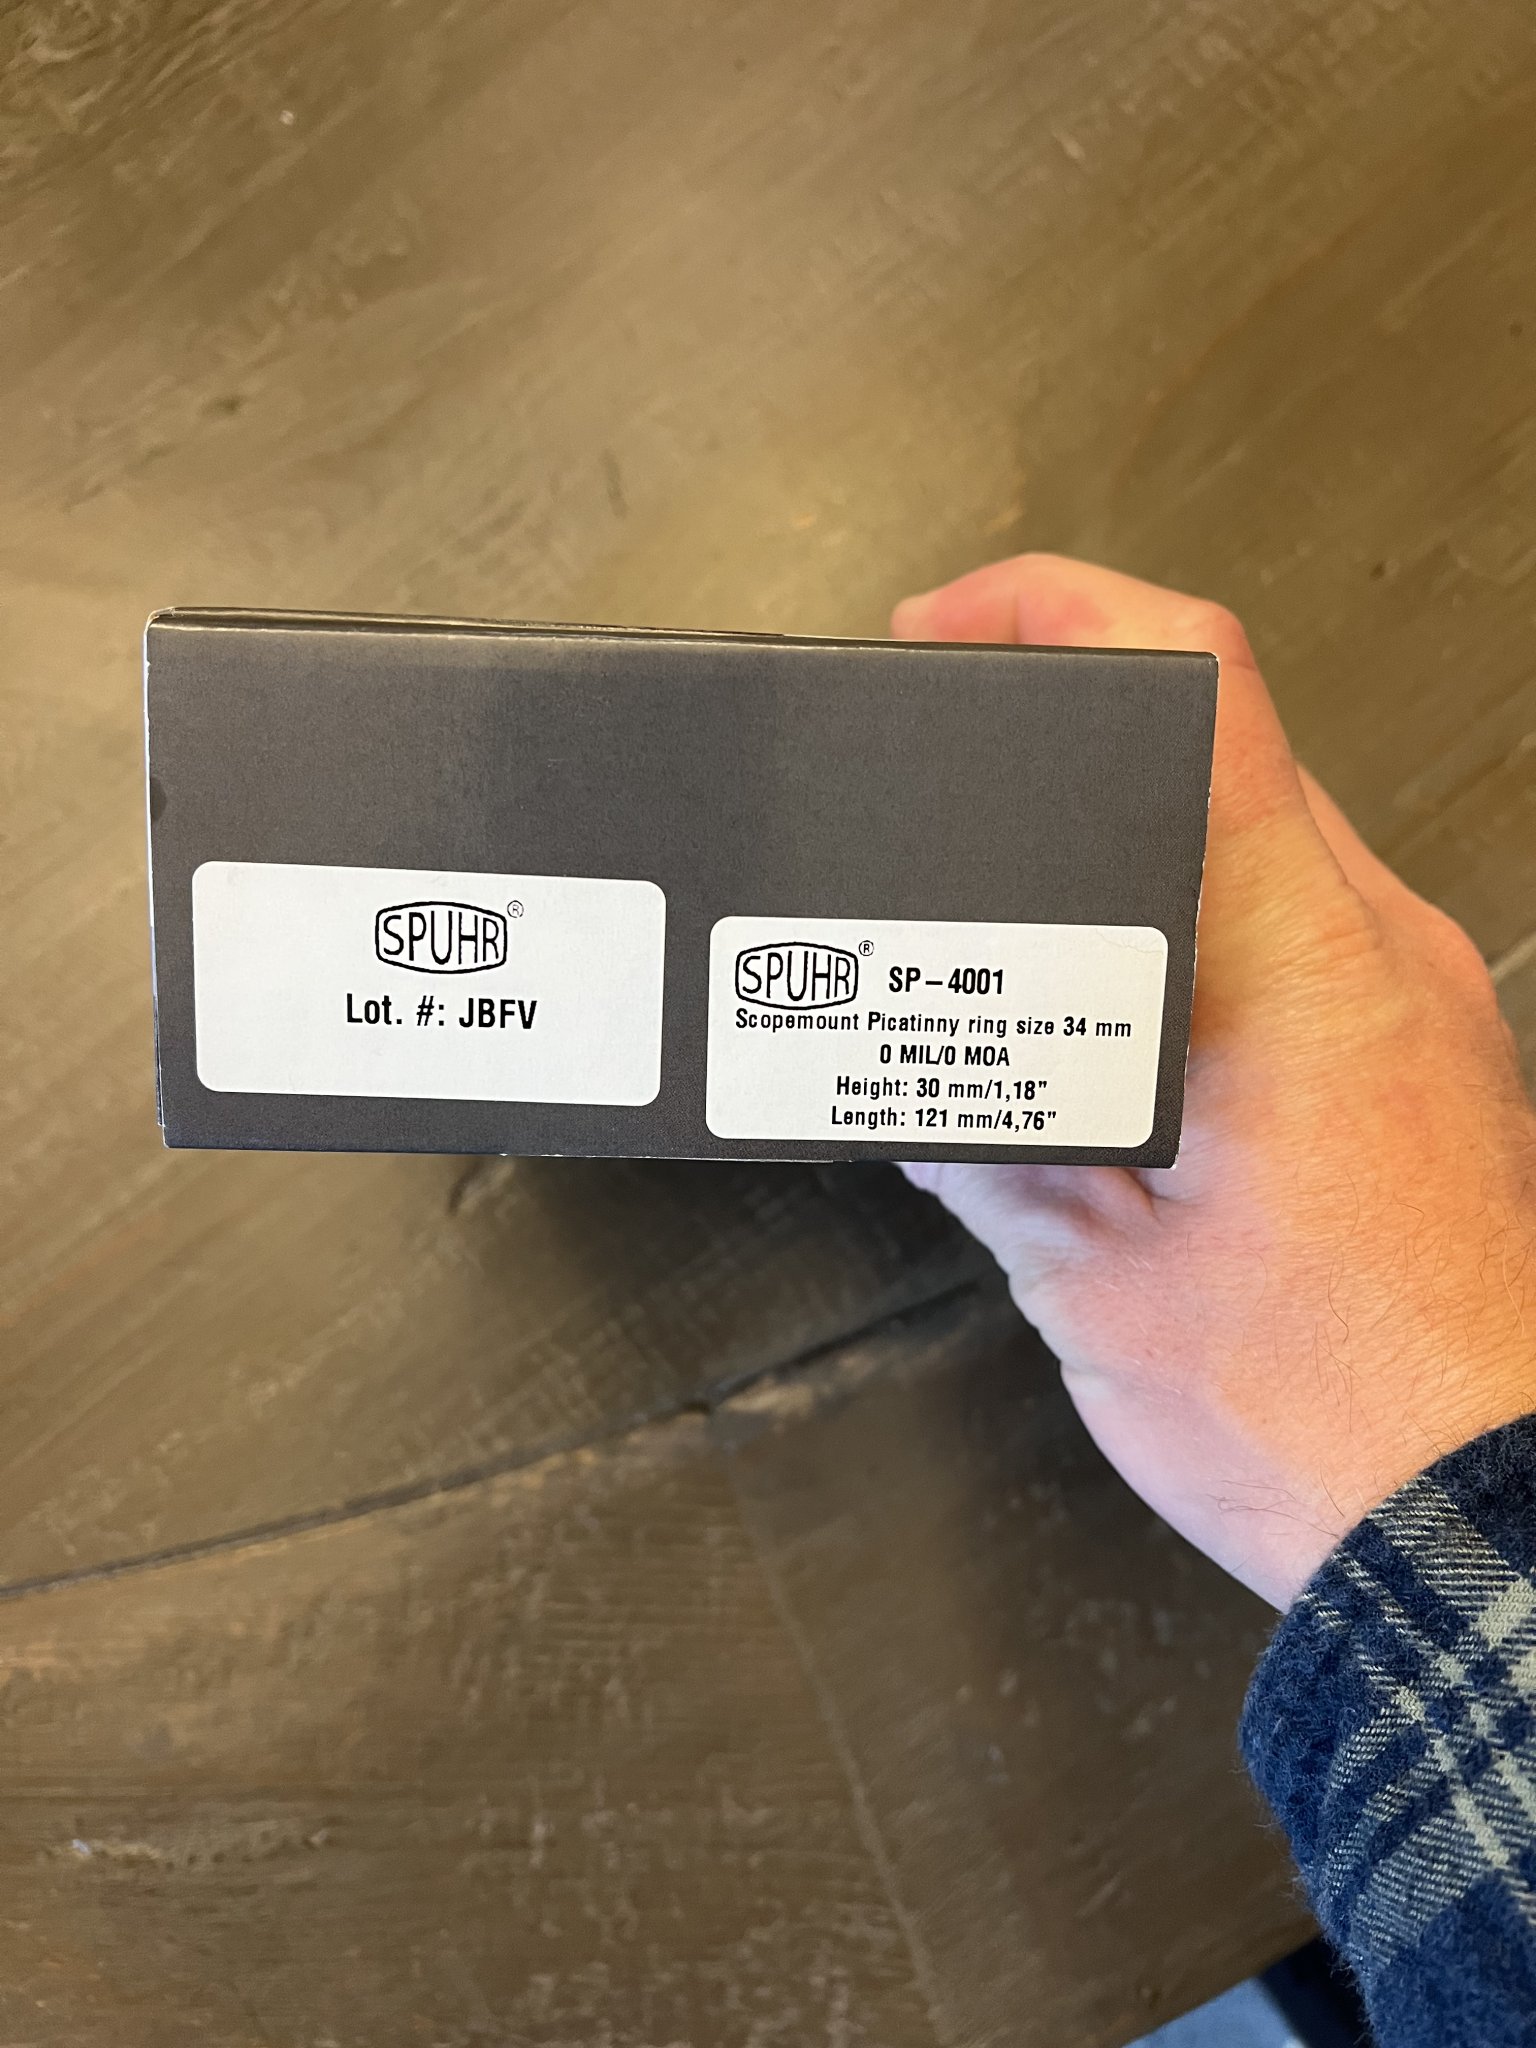 SPUHR®
Lot. #: JBFV
SPUHR® SP-4001
Scopemount Picatinny ring size 34 mm
0 MIL/0 MOA
Height: 30 mm/1,18"
Length: 121 mm/4,76"